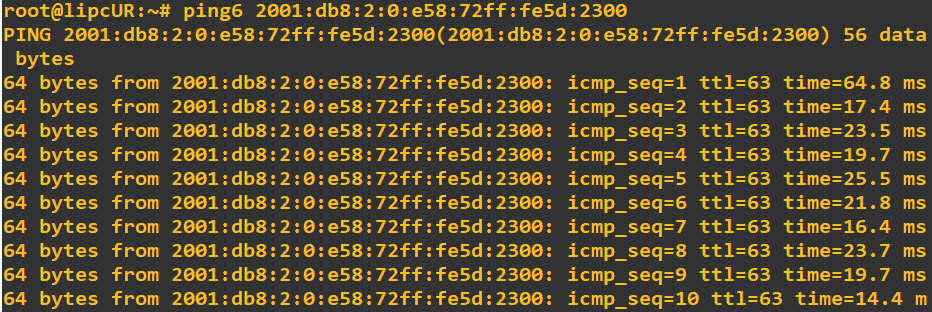 root@lipcUR:~# ping6 2001:db8:2:0:e58:72ff:fe5d:2300
PING 2001:db8:2:0:e58:72ff:fe5d:2300(2001:db8:2:0:e58:72ff:fe5d:2300) 56 data
 bytes
64 bytes from 2001:db8:2:0:e58:72ff:fe5d:2300: icmp_seq=1 ttl=63 time=64.8 ms
64 bytes from 2001:db8:2:0:e58:72ff:fe5d:2300: icmp_seq=2 ttl=63 time=17.4 ms
64 bytes from 2001:db8:2:0:e58:72ff:fe5d:2300: icmp_seq=3 ttl=63 time=23.5 ms
64 bytes from 2001:db8:2:0:e58:72ff:fe5d:2300: icmp_seq=4 ttl=63 time=19.7 ms
64 bytes from 2001:db8:2:0:e58:72ff:fe5d:2300: icmp_seq=5 ttl=63 time=25.5 ms
64 bytes from 2001:db8:2:0:e58:72ff:fe5d:2300: icmp_seq=6 ttl=63 time=21.8 ms
64 bytes from 2001:db8:2:0:e58:72ff:fe5d:2300: icmp_seq=7 ttl=63 time=16.4 ms
64 bytes from 2001:db8:2:0:e58:72ff:fe5d:2300: icmp_seq=8 ttl=63 time=23.7 ms
64 bytes from 2001:db8:2:0:e58:72ff:fe5d:2300: icmp_seq=9 ttl=63 time=19.7 ms
64 bytes from 2001:db8:2:0:e58:72ff:fe5d:2300: icmp_seq=10 ttl=63 time=14.4 m